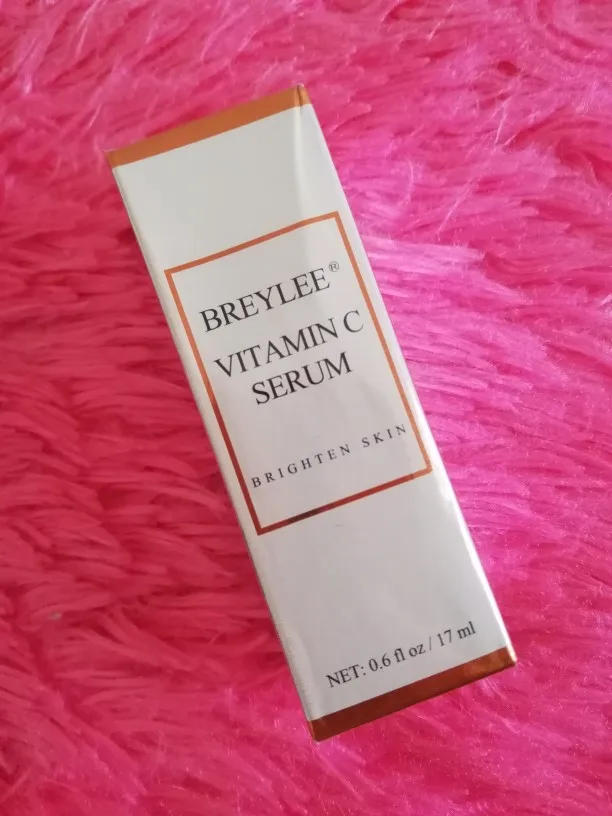 BREYLEE®
VITAMIN C
SERUM
BRIGHTEN SKIN
NET: 0.6 fl oz / 17 ml